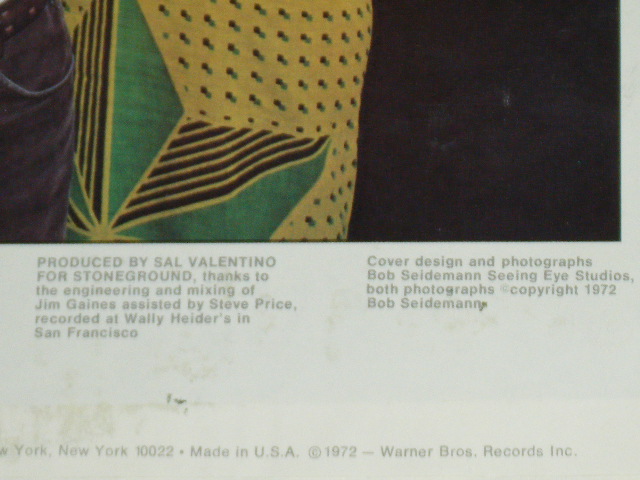 PRODUCED BY SAL VALENTINO
FOR STONEGROUND, thanks to
the engineering and mixing of
Jim Gaines assisted by Steve Price,
recorded at Wally Heider's in
San Francisco
Cover design and photographs
Bob Seidemann Seeing Eye Studios,
both photographs ©copyright 1972
Bob Seidemann
York, New York 10022 • Made in U.S.A. ©1972 — Warner Bros. Records Inc.